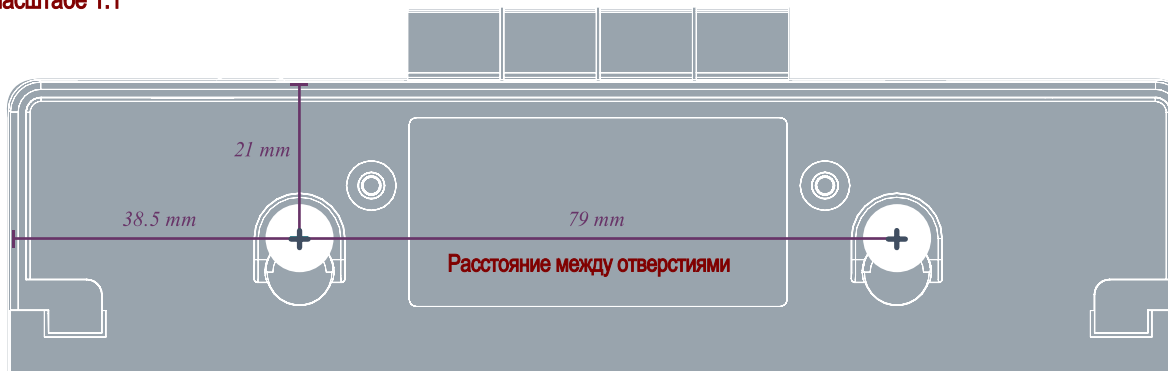 масштабе 1:1
21 mm
38.5 mm
79 mm
Расстояние между отверстиями